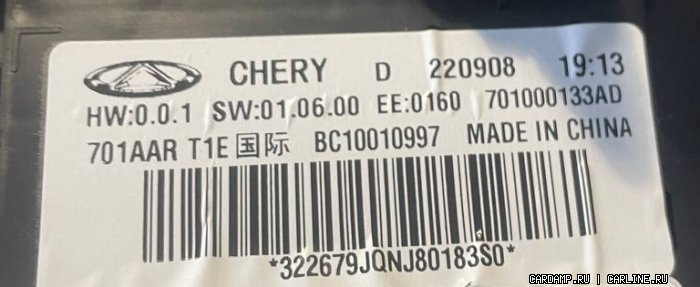 CHERY D 220908 19:13
HW:0.0.1 SW:01.06.00 EE:0160 701000133AD
701AAR T1E 国际 BC10010997 MADE IN CHINA
*322679JQNJ80183S0*
CARDAMP.RU | CARLINE.RU